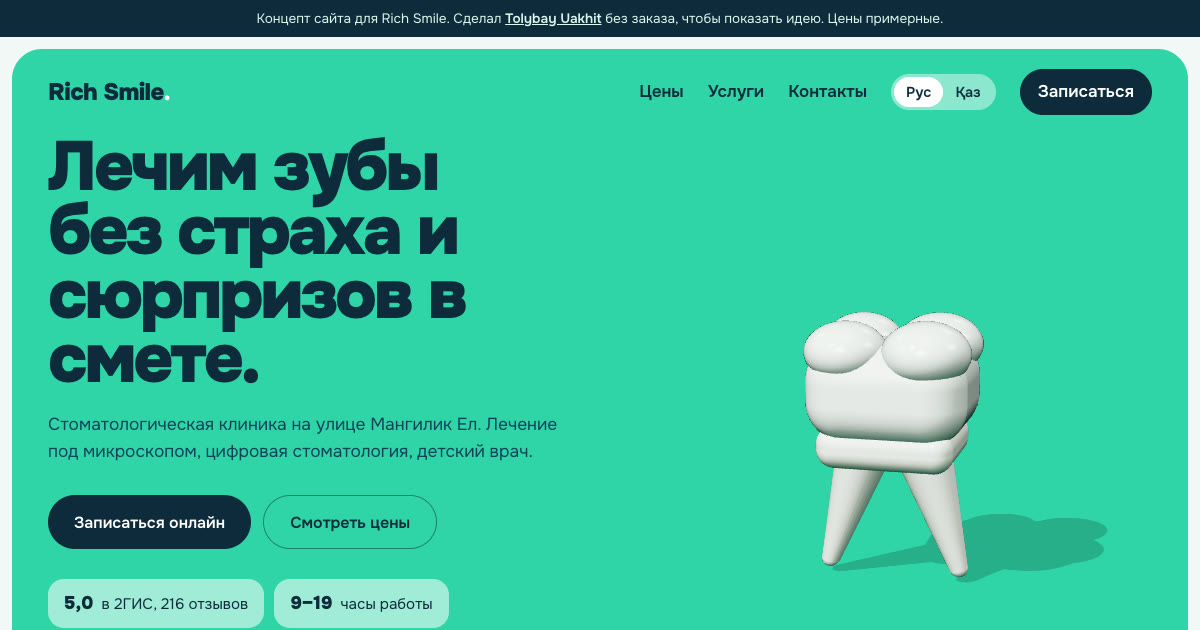 Концепт сайта для Rich Smile. Сделал Tolybay Uakhit без заказа, чтобы показать идею. Цены примерные.
Rich Smile.
Цены Услуги Контакты Рус Қаз Записаться
Лечим зубы
без страха и
сюрпризов в
смете.
Стоматологическая клиника на улице Мангилик Ел. Лечение
под микроскопом, цифровая стоматология, детский врач.
Записаться онлайн Смотреть цены
5,0 в 2ГИС, 216 отзывов 9–19 часы работы